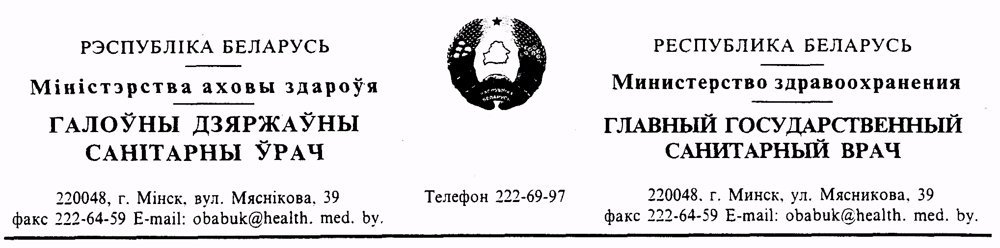 РЭСПУБЛІКА БЕЛАРУСЬ
Міністэрства аховы здароўя
ГАЛОЎНЫ ДЗЯРЖАЎНЫ
САНІТАРНЫ ЎРАЧ
220048, г. Мінск, вул. Мяснікова, 39
факс 222-64-59 E-mail: obabuk@health. med. by.
РЭСПУБЛІКА
БЕЛАРУСЬ
Телефон 222-69-97
РЕСПУБЛИКА БЕЛАРУСЬ
Министерство здравоохранения
ГЛАВНЫЙ ГОСУДАРСТВЕННЫЙ
САНИТАРНЫЙ ВРАЧ
220048. г. Минск, ул. Мясникова, 39
факс 222-64-59 E-mail: obabuk@health. med. by.